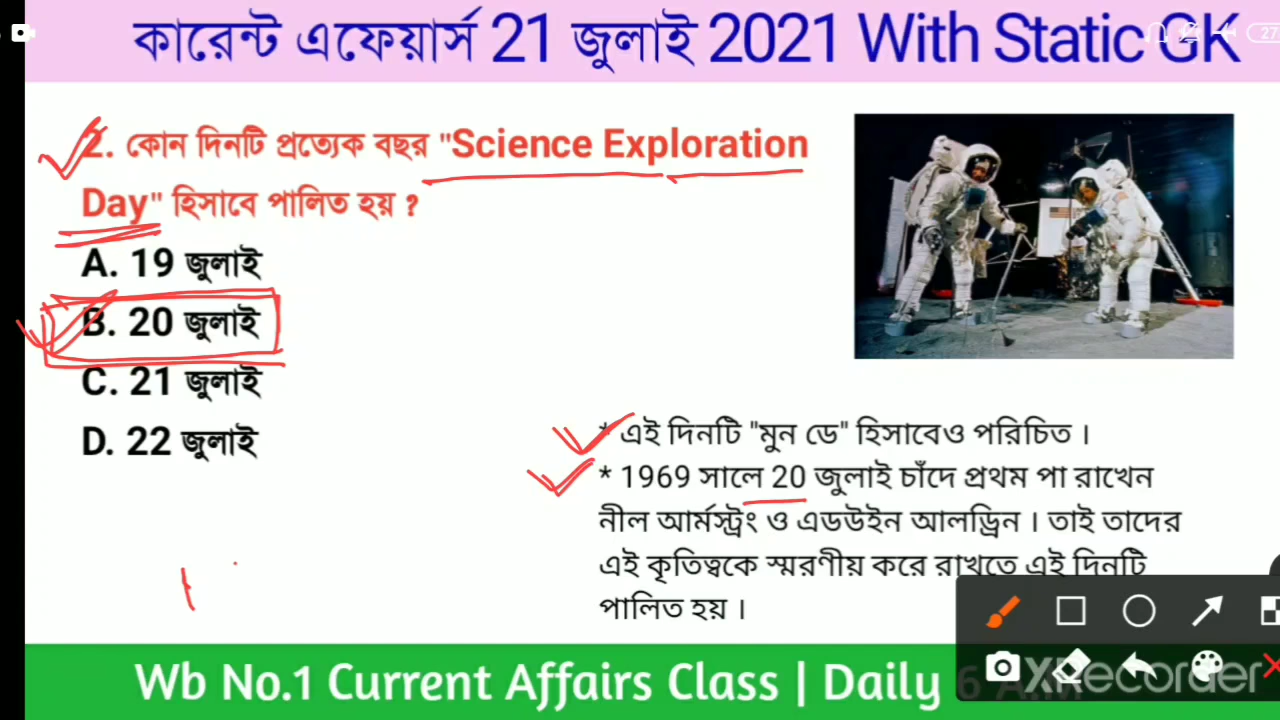 কারেন্ট এফেয়ার্স 21 জুলাই 2021 With Static GK
2. কোন দিনটি প্রত্যেক বছর "Science Exploration
Day" হিসাবে পালিত হয় ?
A. 19 জুলাই
B. 20 জুলাই
C. 21 জুলাই
D. 22 জুলাই
* এই দিনটি "মুন ডে" হিসাবেও পরিচিত ।
* 1969 সালে 20 জুলাই চাঁদে প্রথম পা রাখেন
নীল আর্মস্ট্রং ও এডউইন আলড্রিন । তাই তাদের
এই কৃতিত্বকে স্মরণীয় করে রাখতে এই দিনটি
পালিত হয় ।
Wb No.1 Current Affairs Class | Daily
XRecorder
27